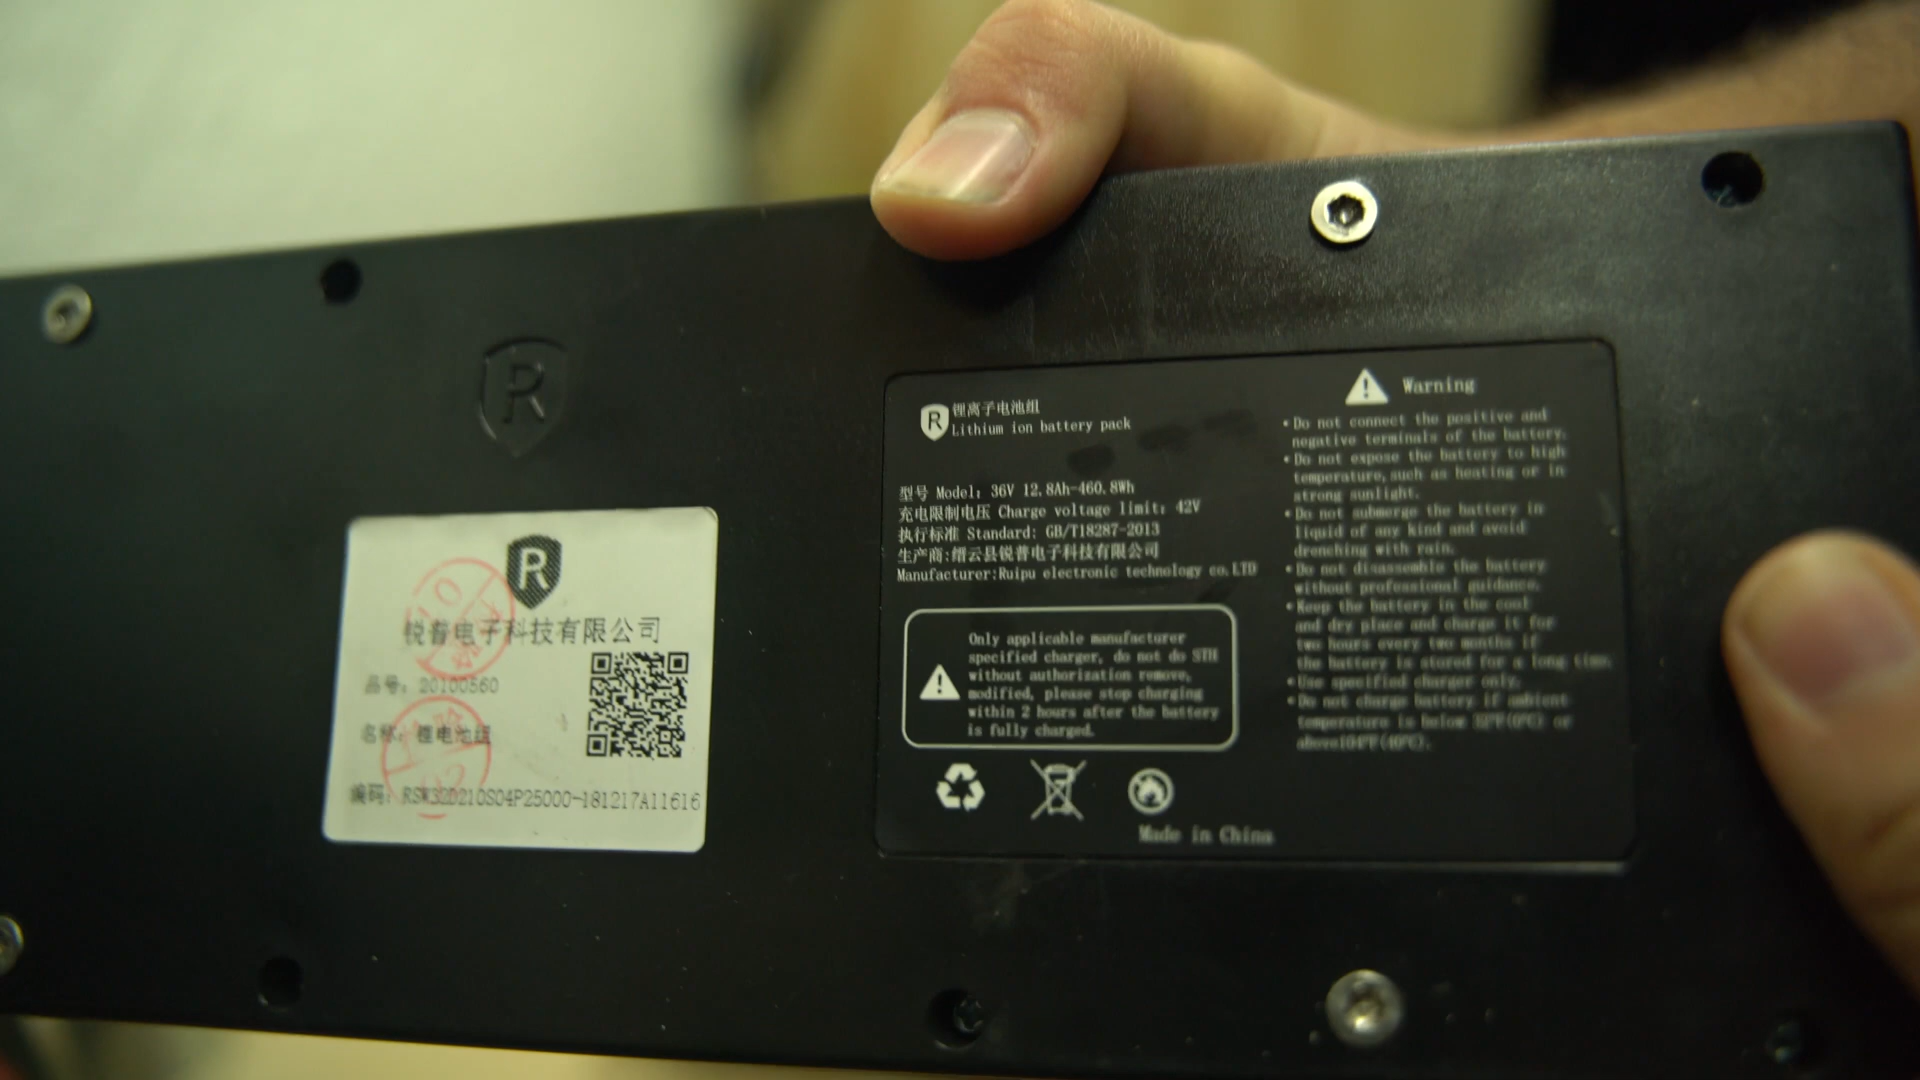 R
R
锐普电子科技有限公司
品号: 20100560
名称: 锂电池组
编码: RSW32D210S04P25000-181217A11616
R 锂离子电池组
Lithium ion battery pack
型号 Model: 36V 12.8Ah-460.8Wh
充电限制电压 Charge voltage limit: 42V
执行标准 Standard: GB/T18287-2013
生产商:缙云县锐普电子科技有限公司
Manufacturer:Ruipu electronic technology co.LTD
Only applicable manufacturer
specified charger, do not do STH
without authorization remove,
modified, please stop charging
within 2 hours after the battery
is fully charged.
Made in China
Warning
•Do not connect the positive and
negative terminals of the battery.
•Do not expose the battery to high
temperature,such as heating or in
strong sunlight.
•Do not submerge the battery in
liquid of any kind and avoid
drenching with rain.
•Do not disassemble the battery
without professional guidance.
•Keep the battery in the cool
and dry place and charge it for
two hours every two months if
the battery is stored for a long time.
•Use specified charger only.
•Do not charge battery if ambient
temperature is below 32°F(0°C) or
above104°F(40°C).